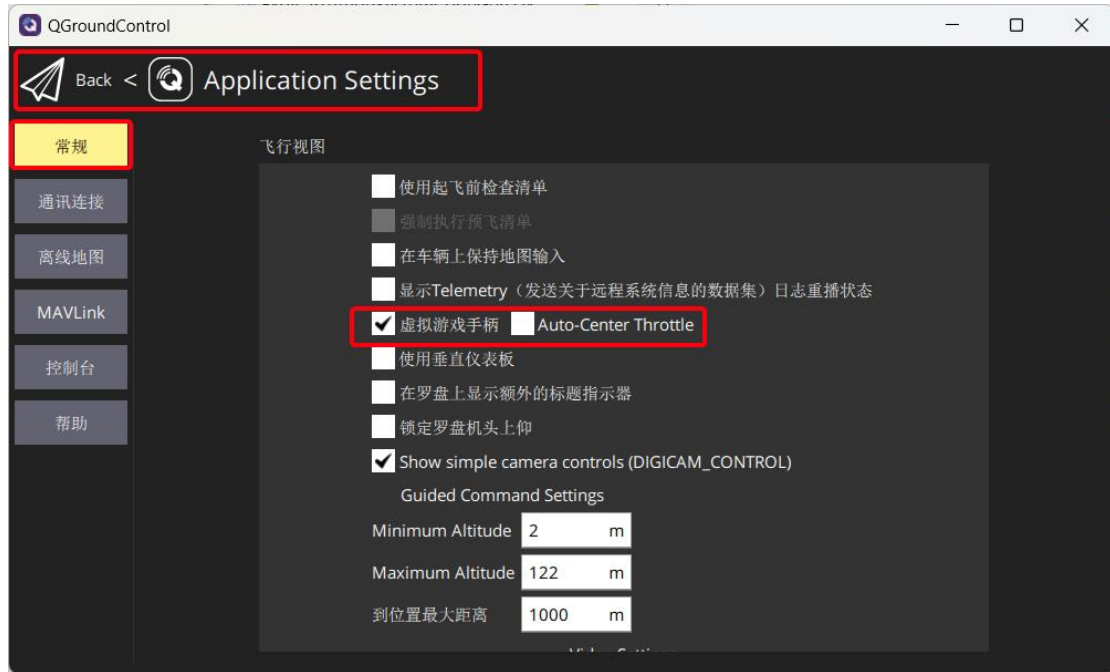 QGroundControl
Back < Application Settings
常规
通讯连接
离线地图
MAVLink
控制台
帮助
飞行视图
使用起飞前检查清单
强制执行预飞清单
在车辆上保持地图输入
显示Telemetry（发送关于远程系统信息的数据集）日志重播状态
虚拟游戏手柄 Auto-Center Throttle
使用垂直仪表板
在罗盘上显示额外的标题指示器
锁定罗盘机头上仰
Show simple camera controls (DIGICAM_CONTROL)
Guided Command Settings
Minimum Altitude 2 m
Maximum Altitude 122 m
到位置最大距离 1000 m